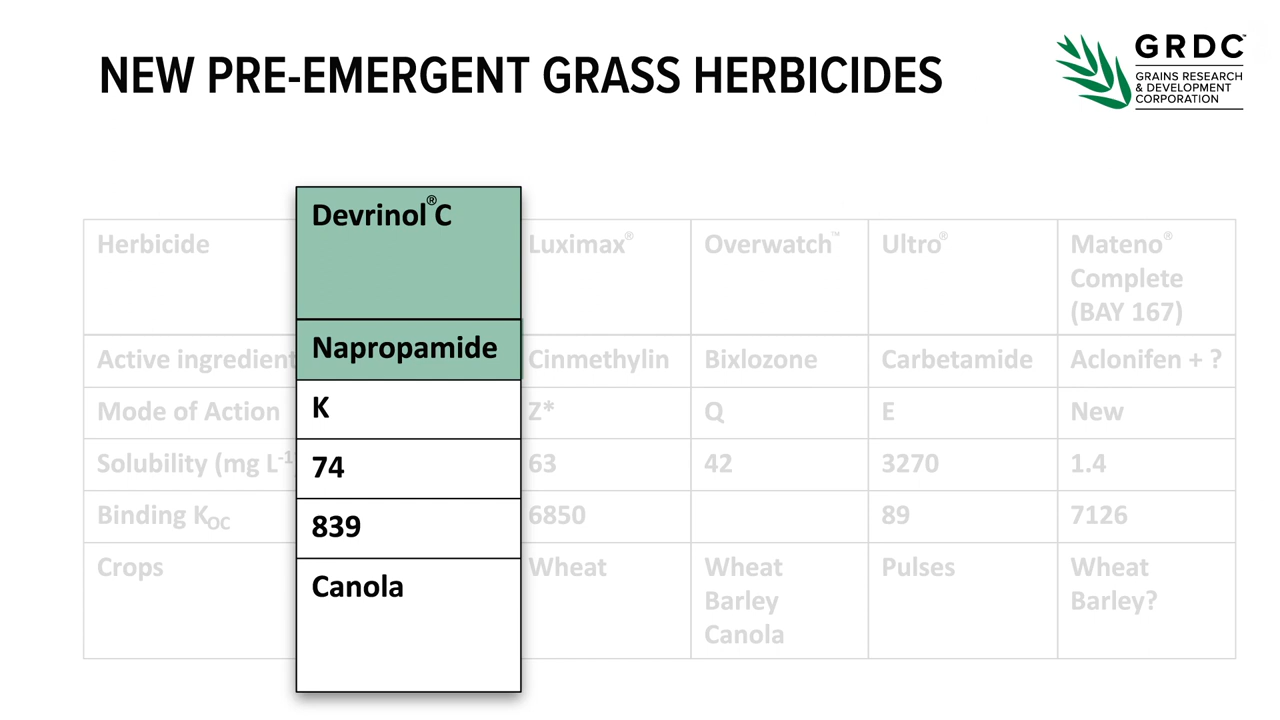 NEW PRE-EMERGENT GRASS HERBICIDES
GRDC™
GRAINS RESEARCH
& DEVELOPMENT
CORPORATION
Herbicide
Devrinol®C
Luximax®
Overwatch™
Ultro®
Mateno®
Complete
(BAY 167)
Active ingredient
Napropamide
Cinmethylin
Bixlozone
Carbetamide
Aclonifen + ?
Mode of Action
K
Z*
Q
E
New
Solubility (mg L-1)
74
63
42
3270
1.4
Binding KOC
839
6850
89
7126
Crops
Canola
Wheat
Wheat
Barley
Canola
Pulses
Wheat
Barley?